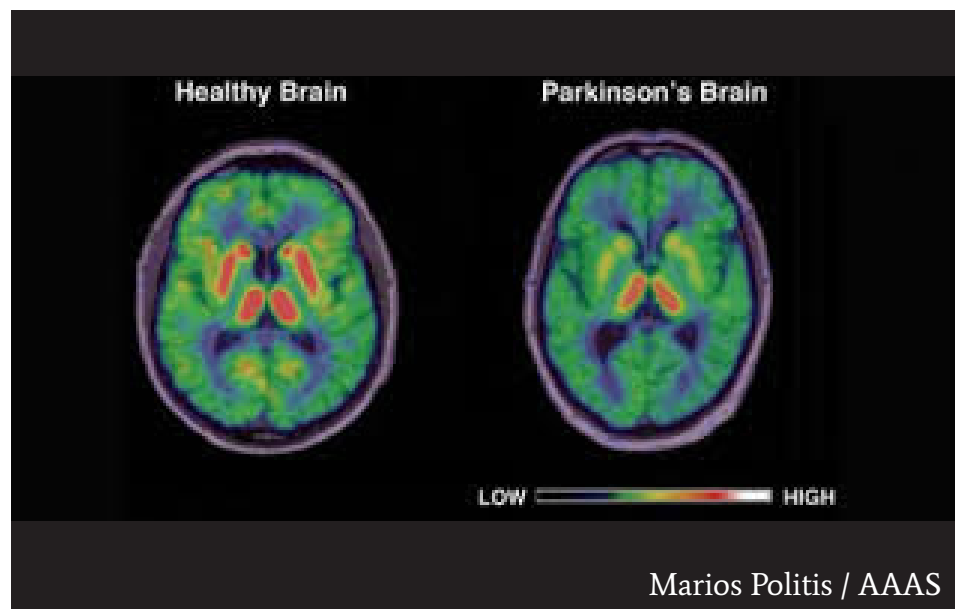 Healthy Brain
Parkinson's Brain
LOW
HIGH
Marios Politis / AAAS